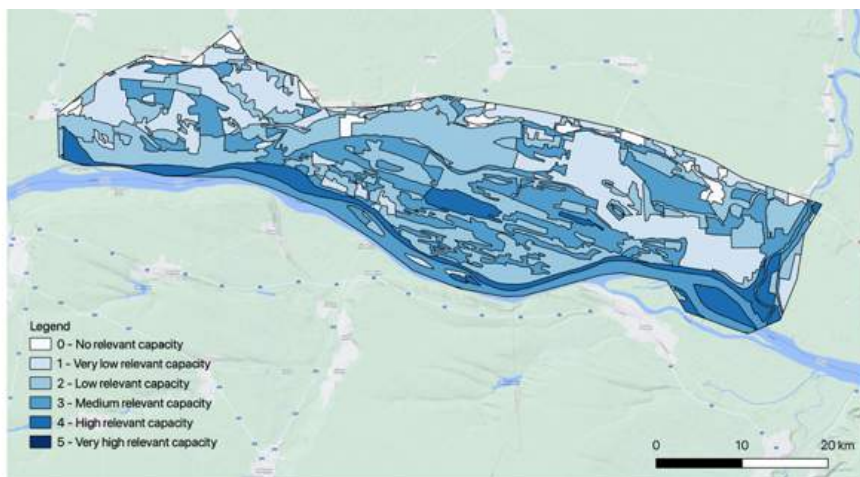 Legend
0 - No relevant capacity
1 - Very low relevant capacity
2 - Low relevant capacity
3 - Medium relevant capacity
4 - High relevant capacity
5 - Very high relevant capacity
0 10 20 km